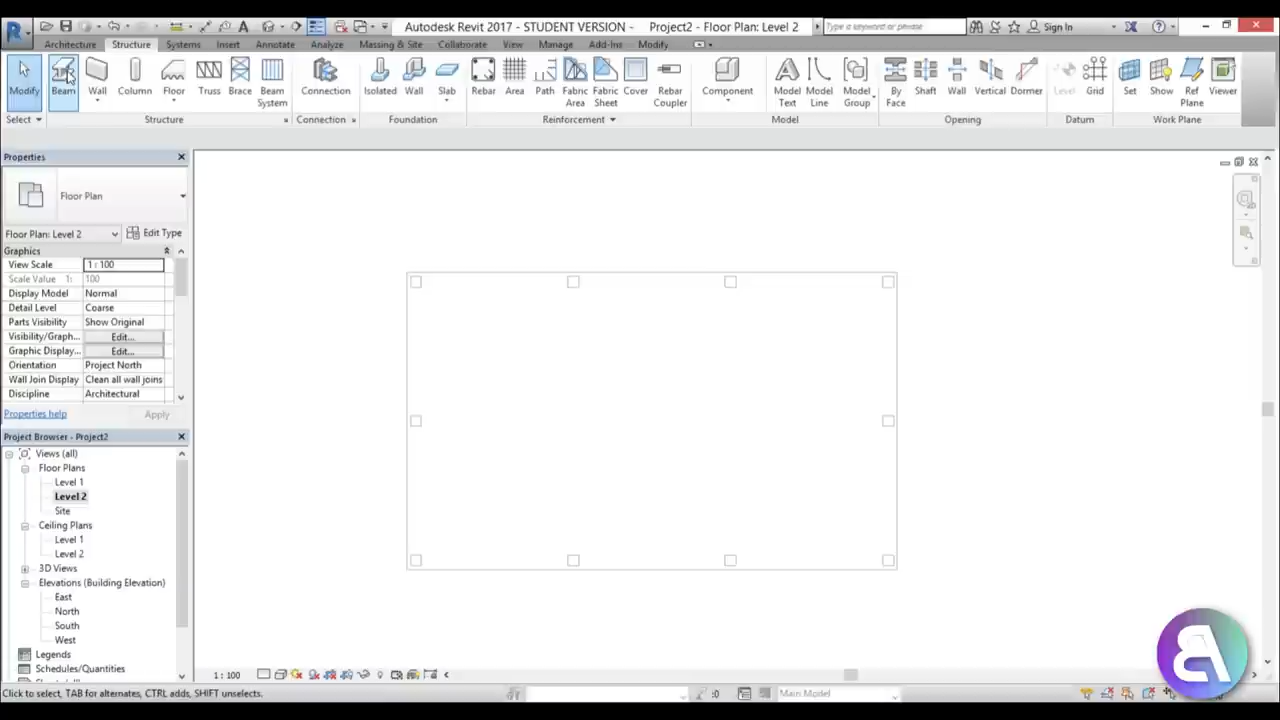 Autodesk Revit 2017 - STUDENT VERSION - Project2 - Floor Plan: Level 2
Type a keyword or phrase
Sign In
Architecture Structure Systems Insert Annotate Analyze Massing & Site Collaborate View Manage Add-Ins Modify
Modify Beam Wall Column Floor Truss Brace Beam System Connection Isolated Wall Slab Rebar Area Path Fabric Area Fabric Sheet Cover Rebar Coupler Component Model Text Model Line Model Group By Face Shaft Wall Vertical Dormer Level Grid Set Show Ref Plane Viewer
Select Structure Connection Foundation Reinforcement Model Opening Datum Work Plane
Properties
Floor Plan
Floor Plan: Level 2 Edit Type
Graphics
View Scale 1 : 100
Scale Value 1: 100
Display Model Normal
Detail Level Coarse
Parts Visibility Show Original
Visibility/Graph... Edit...
Graphic Display... Edit...
Orientation Project North
Wall Join Display Clean all wall joins
Discipline Architectural
Properties help Apply
Project Browser - Project2
Views (all)
Floor Plans
Level 1
Level 2
Site
Ceiling Plans
Level 1
Level 2
3D Views
Elevations (Building Elevation)
East
North
South
West
Legends
Schedules/Quantities
1 : 100
Click to select, TAB for alternates, CTRL adds, SHIFT unselects.
:0
Main Model